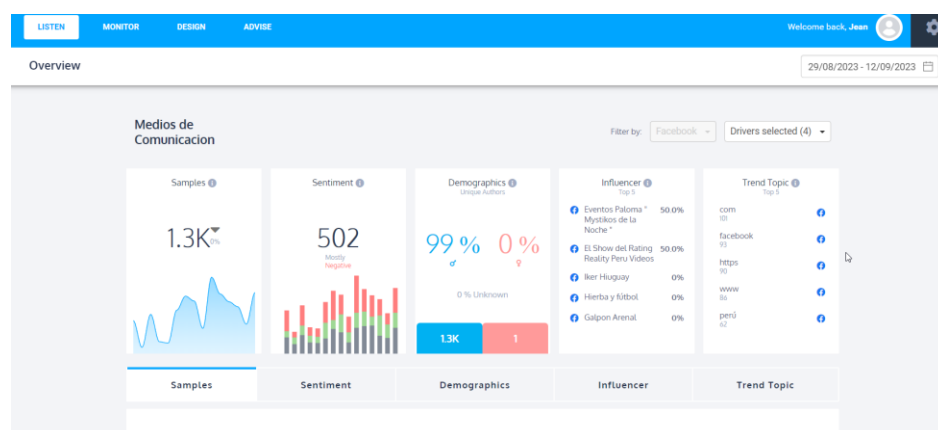 LISTEN MONITOR DESIGN ADVISE Welcome back, Jean
Overview 29/08/2023 - 12/09/2023
Medios de
Comunicacion
Filter by: Facebook Drivers selected (4)
Samples
1.3K 0%
Sentiment
502
Mostly
Negative
Demographics
Unique Authors
99 % 0 %
0 % Unknown
1.3K 1
Influencer
Top 5
Eventos Paloma " 50.0%
Mystikos de la
Noche "
El Show del Rating 50.0%
Reality Peru Videos
Iker Hiuguay 0%
Hierba y fútbol 0%
Galpon Arenal 0%
Trend Topic
Top 5
com
101
facebook
93
https
90
www
86
perú
62
Samples Sentiment Demographics Influencer Trend Topic